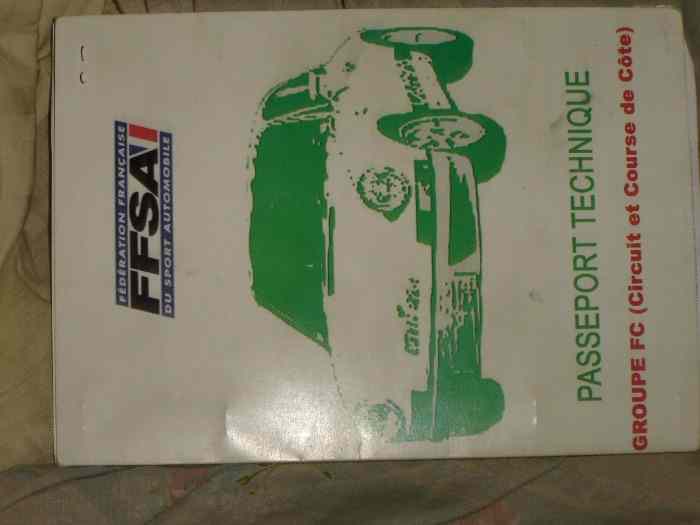 FÉDÉRATION FRANÇAISE
FFSA
DU SPORT AUTOMOBILE
PASSEPORT TECHNIQUE
GROUPE FC (Circuit et Course de Côte)